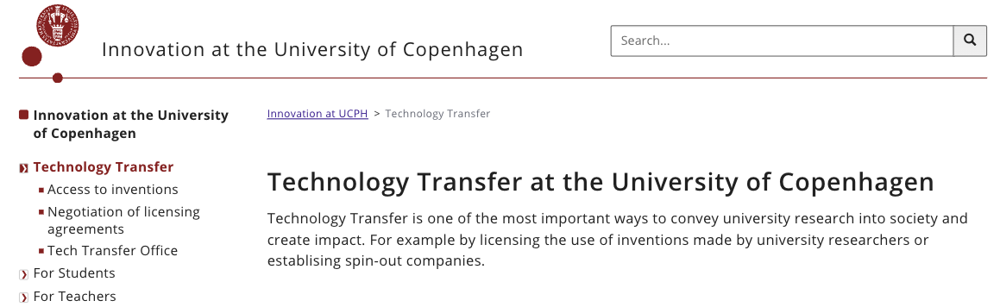 Innovation at the University of Copenhagen
Search...
Innovation at the University
of Copenhagen
Technology Transfer
Access to inventions
Negotiation of licensing
agreements
Tech Transfer Office
For Students
For Teachers
Innovation at UCPH > Technology Transfer
Technology Transfer at the University of Copenhagen
Technology Transfer is one of the most important ways to convey university research into society and
create impact. For example by licensing the use of inventions made by university researchers or
establising spin-out companies.